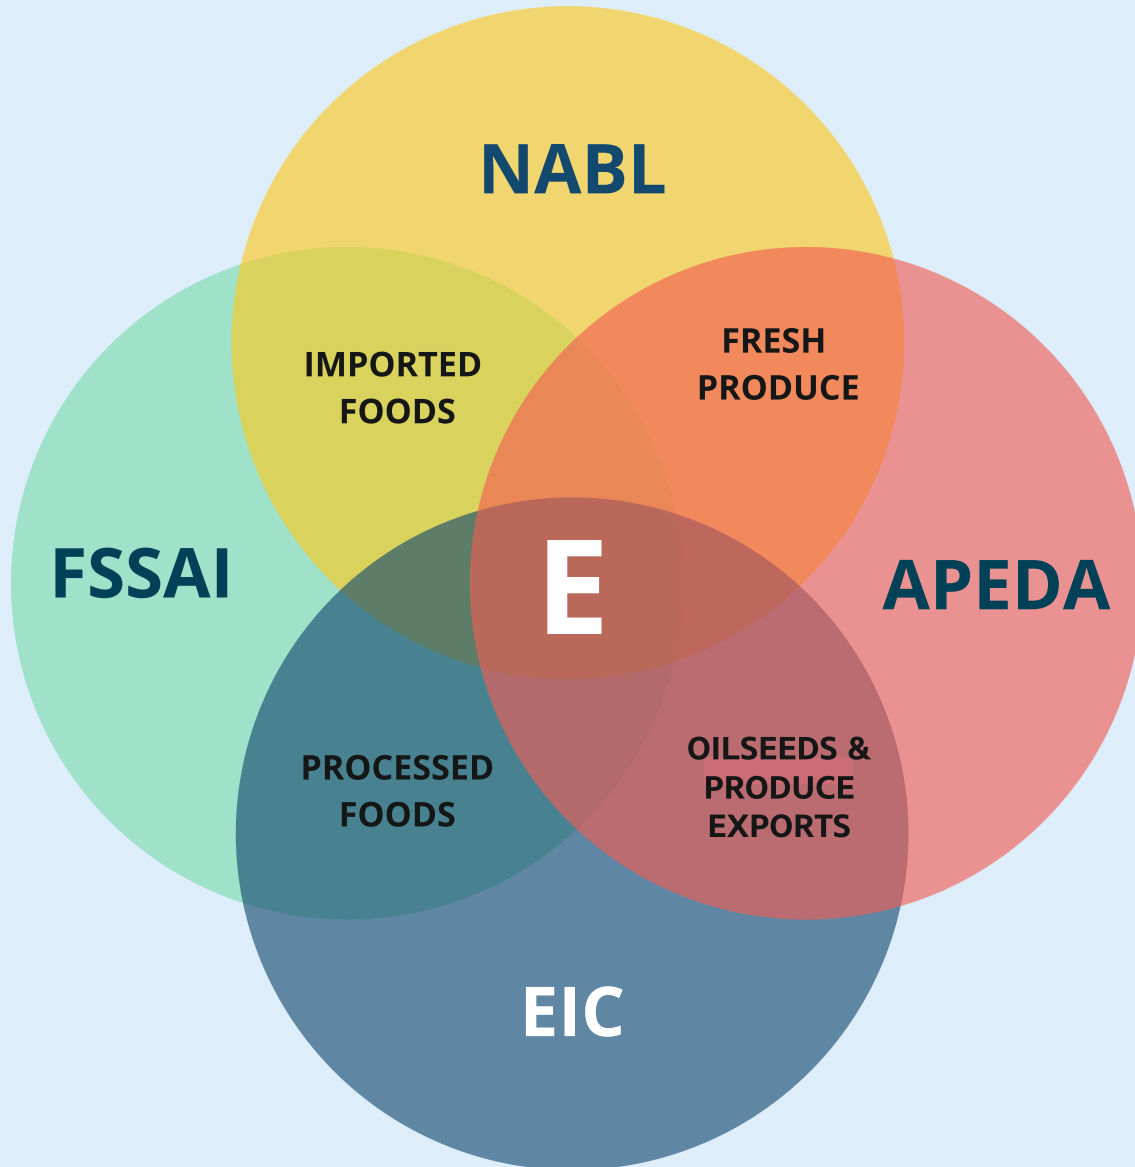 NABL
FRESH
PRODUCE
IMPORTED
FOODS
FSSAI
E
APEDA
PROCESSED
FOODS
OILSEEDS &
PRODUCE
EXPORTS
EIC